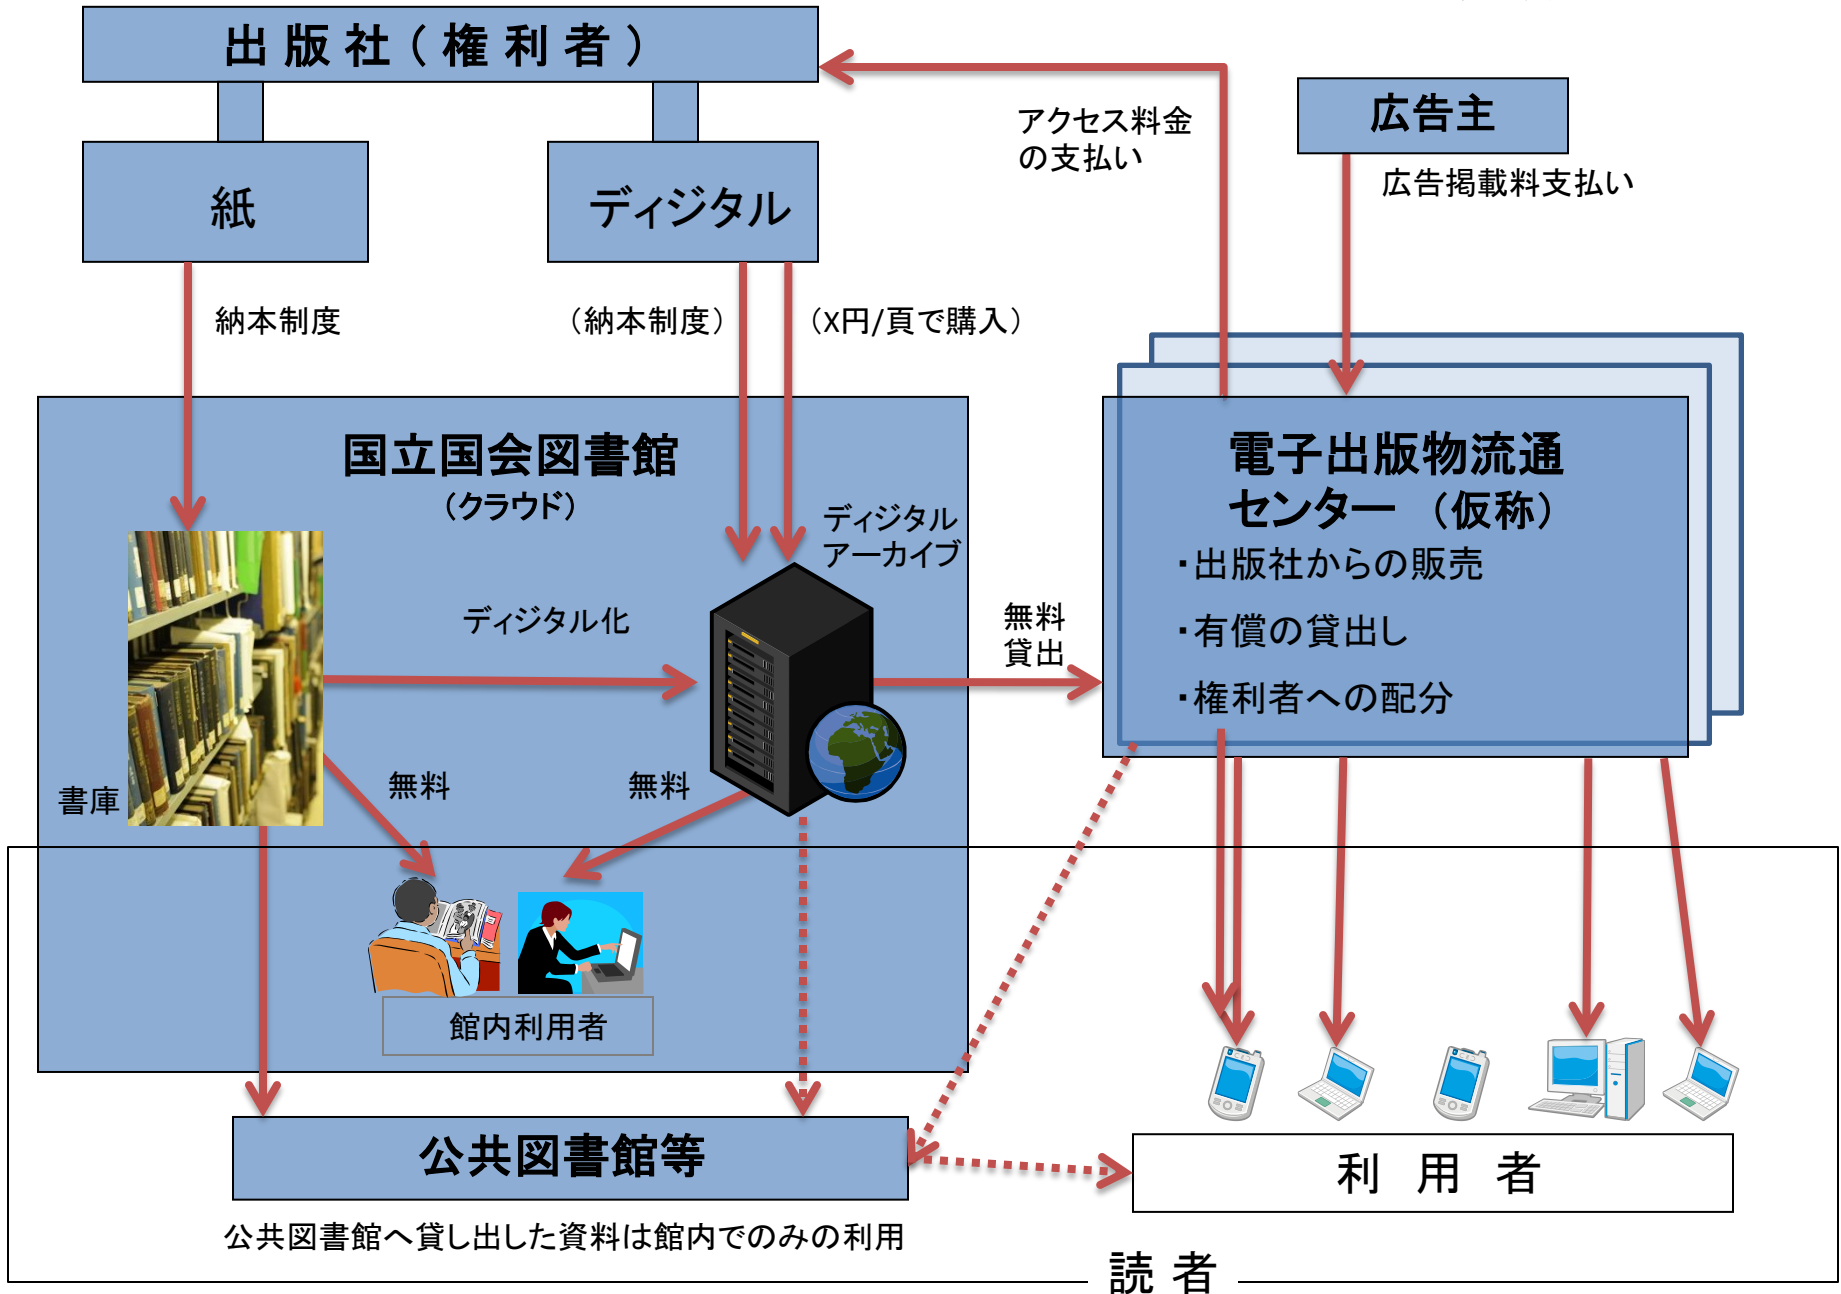 出版社（権利者）
紙
ディジタル
アクセス料金
の支払い
広告主
広告掲載料支払い
納本制度
（納本制度）
（X円/頁で購入）
国立国会図書館
（クラウド）
ディジタル
アーカイブ
ディジタル化
書庫
無料
無料
館内利用者
無料
貸出
電子出版物流通
センター （仮称）
・出版社からの販売
・有償の貸出し
・権利者への配分
公共図書館等
公共図書館へ貸し出した資料は館内でのみの利用
利 用 者
読 者